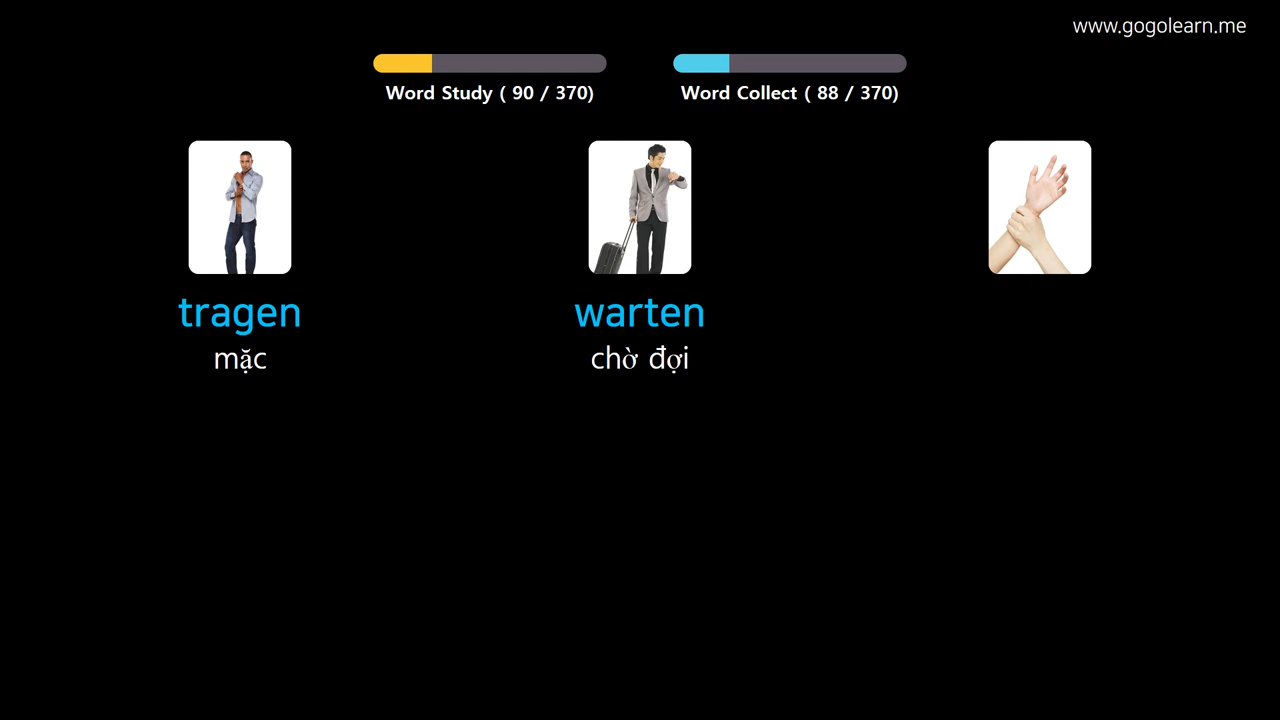 www.gogolearn.me
Word Study ( 90 / 370)
Word Collect ( 88 / 370)
tragen
mặc
warten
chờ đợi